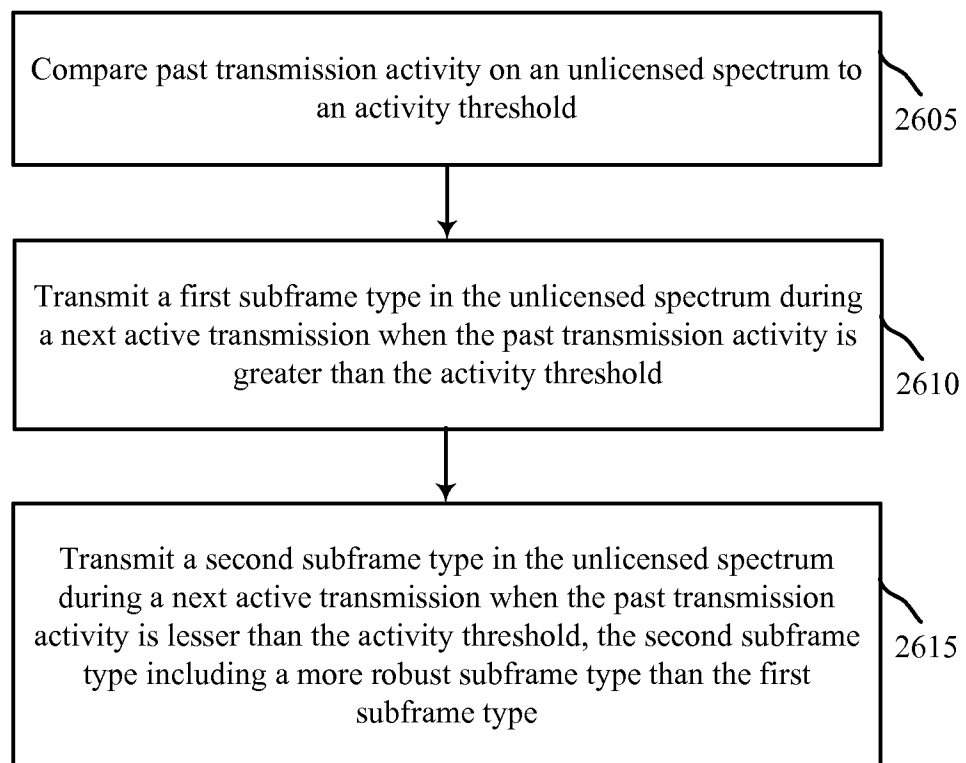 Compare past transmission activity on an unlicensed spectrum to
an activity threshold
2605
Transmit a first subframe type in the unlicensed spectrum during
a next active transmission when the past transmission activity is
greater than the activity threshold
2610
Transmit a second subframe type in the unlicensed spectrum
during a next active transmission when the past transmission
activity is lesser than the activity threshold, the second subframe
type including a more robust subframe type than the first
subframe type
2615